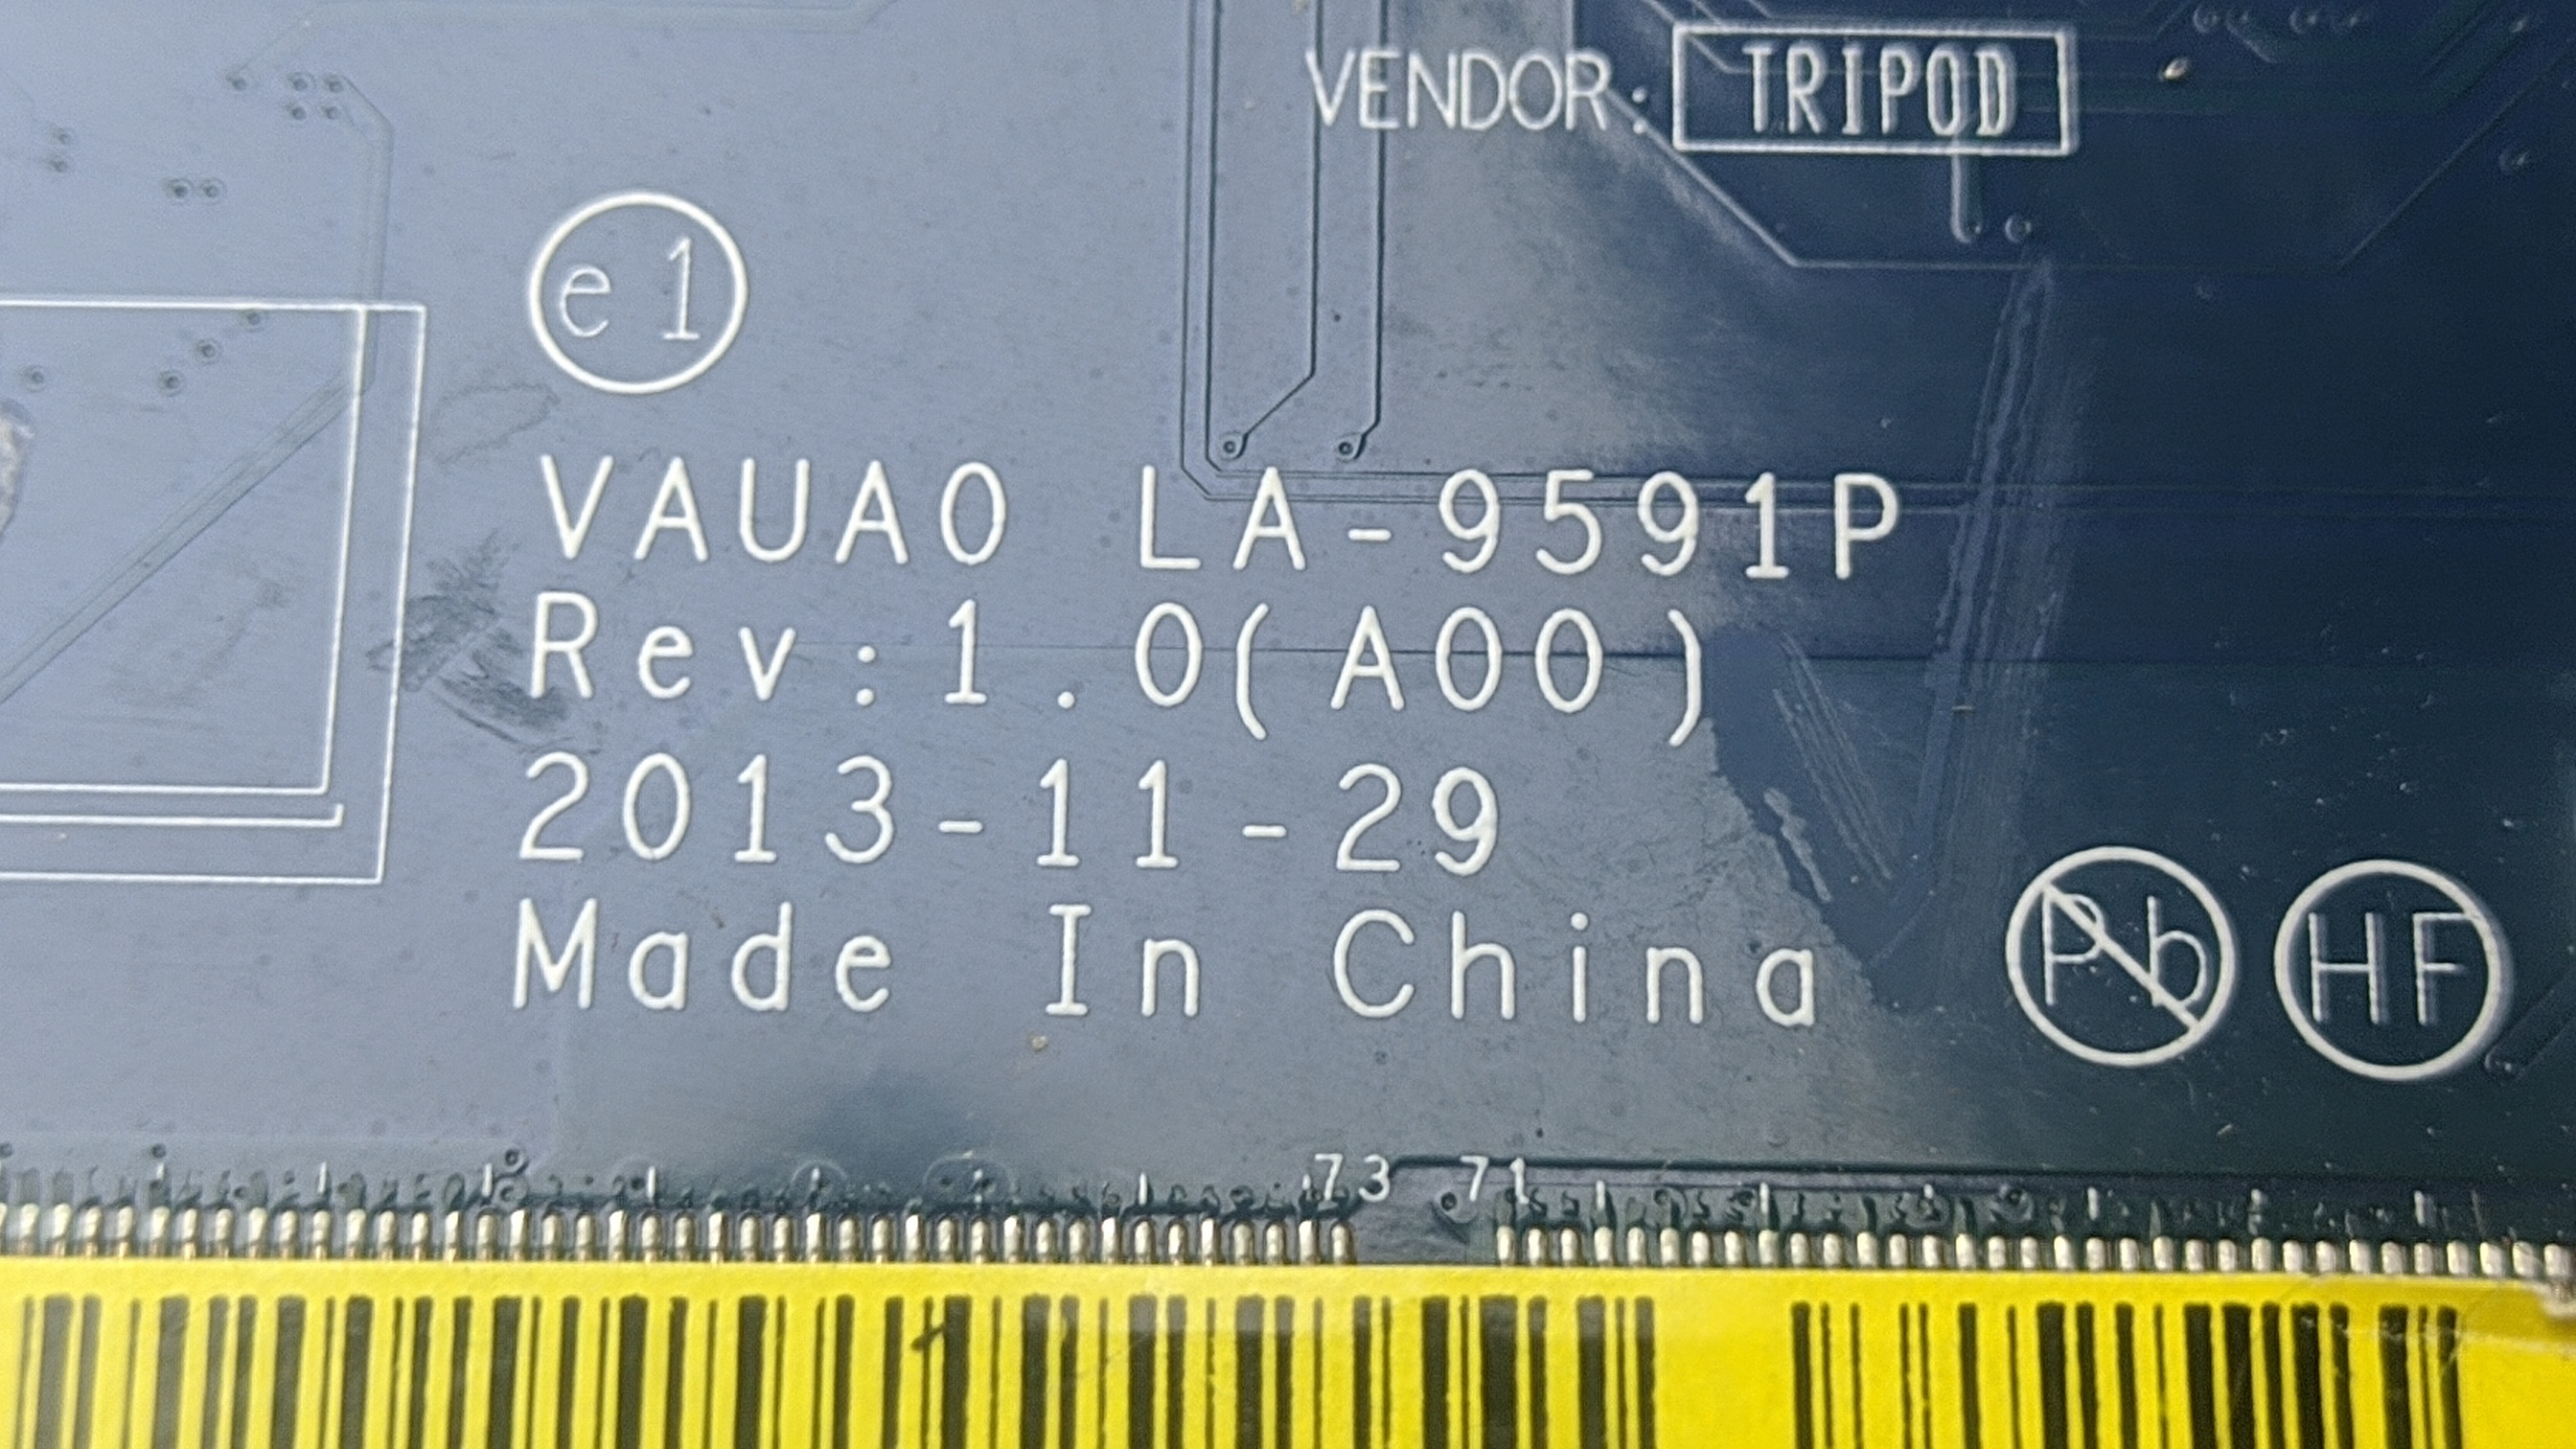 VENDOR: TRIPOD
e1
VAUA0 LA-9591P
Rev:1.0(A00)
2013-11-29
Made In China
Pb HF
73 71